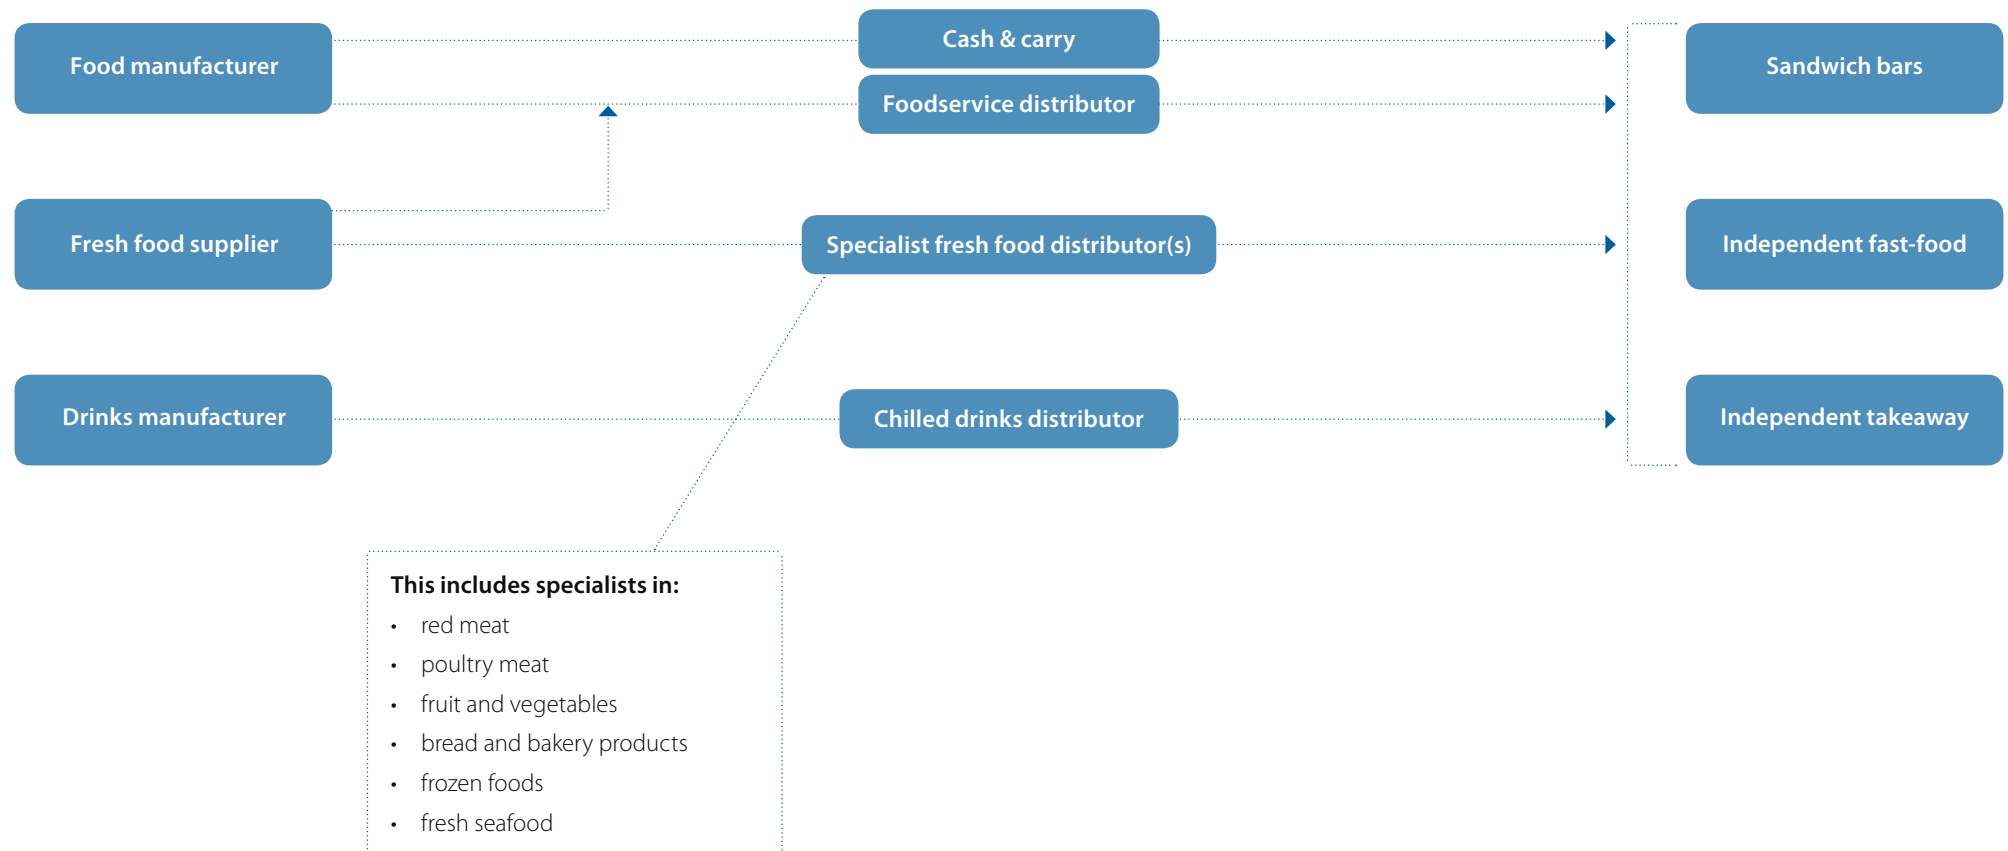 Food manufacturer
Cash & carry
Foodservice distributor
Sandwich bars
Fresh food supplier
Specialist fresh food distributor(s)
Independent fast-food
Drinks manufacturer
Chilled drinks distributor
Independent takeaway
This includes specialists in:
• red meat
• poultry meat
• fruit and vegetables
• bread and bakery products
• frozen foods
• fresh seafood